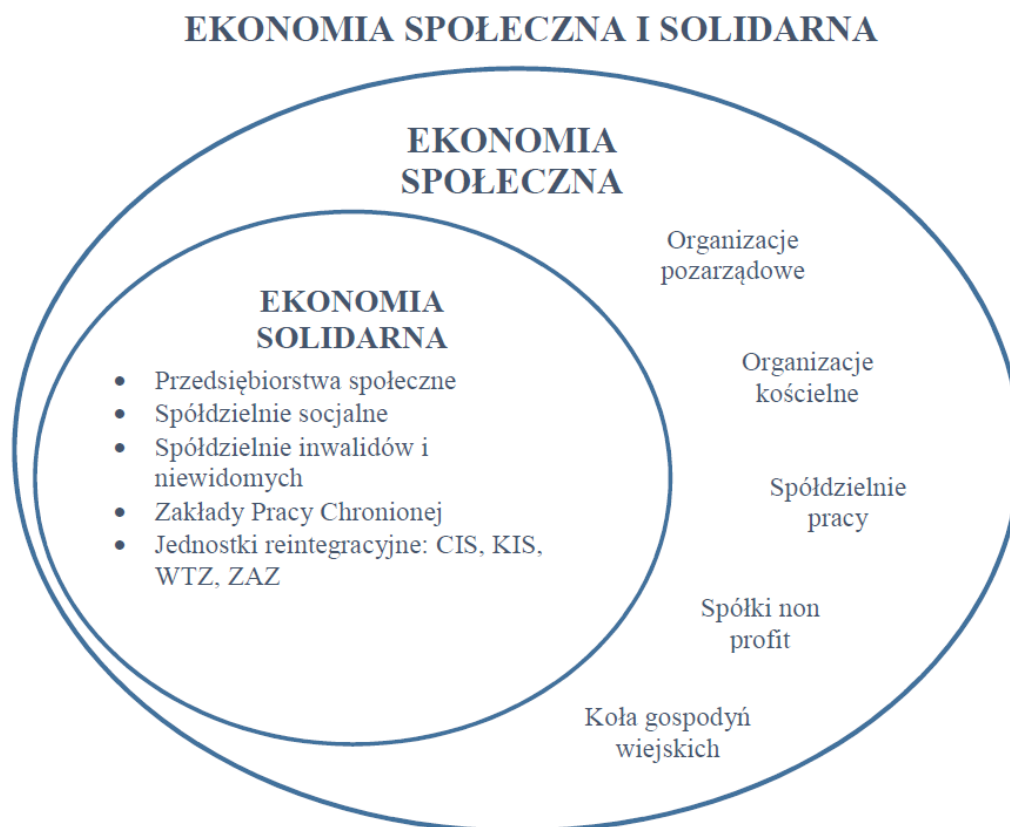 EKONOMIA SPOŁECZNA I SOLIDARNA
EKONOMIA
SPOŁECZNA
EKONOMIA
SOLIDARNA
• Przedsiębiorstwa społeczne
• Spółdzielnie socjalne
• Spółdzielnie inwalidów i
niewidomych
• Zakłady Pracy Chronionej
• Jednostki reintegracyjne: CIS, KIS,
WTZ, ZAZ
Organizacje
pozarządowe
Organizacje
kościelne
Spółdzielnie
pracy
Spółki non
profit
Koła gospodyń
wiejskich